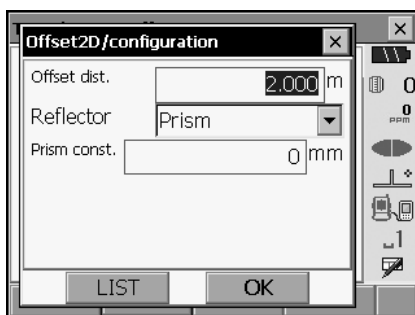 Offset2D/configuration
Offset dist. 2.000 m
Reflector Prism
Prism const. 0 mm
LIST OK
0
0
PPM
1